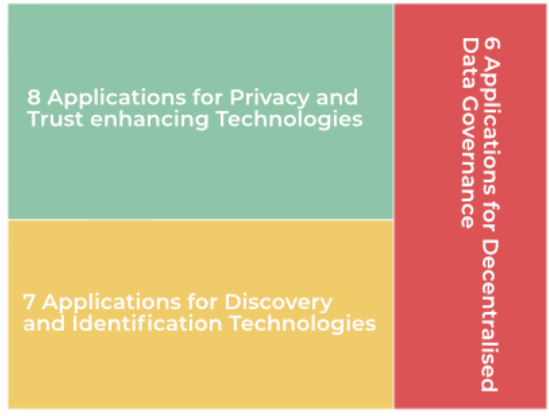 8 Applications for Privacy and
Trust enhancing Technologies
7 Applications for Discovery
and Identification Technologies
6 Applications for Decentralised
Data Governance